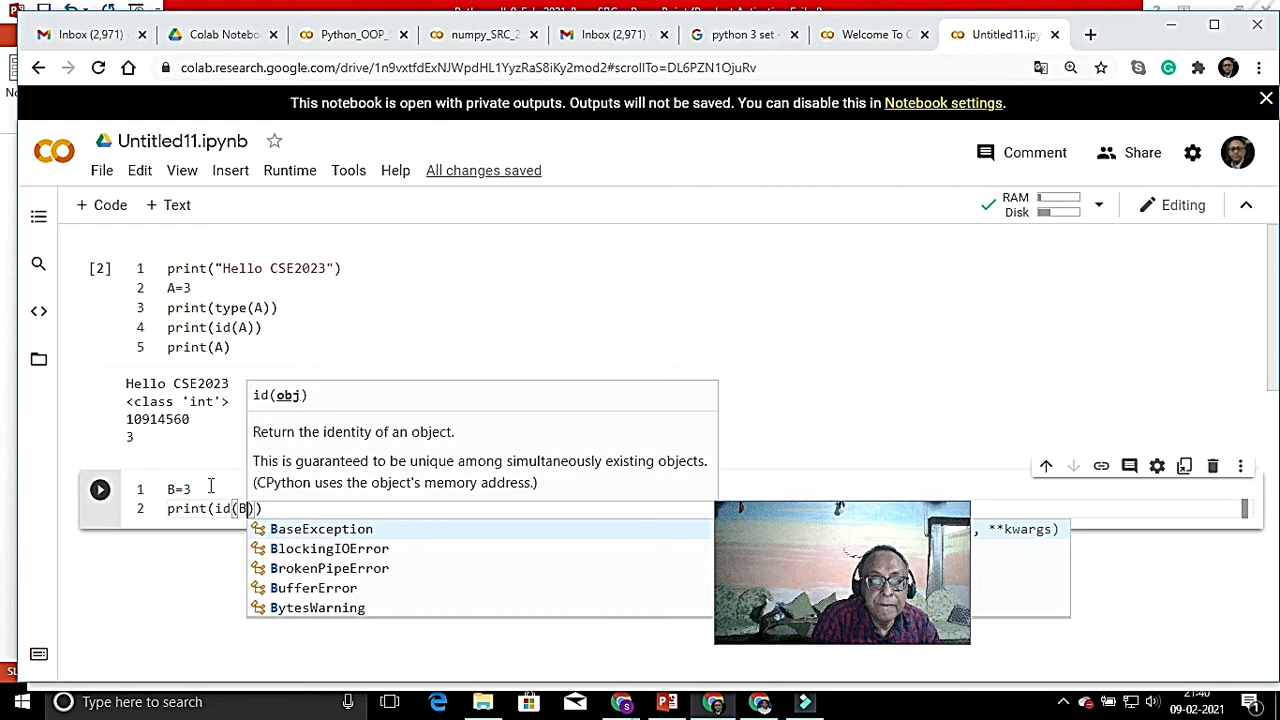 Inbox (2,971)
Colab Notebo
Python_OOP_
numpy_SRC_2
Inbox (2,971)
python 3 set -
Welcome To C
Untitled11.ipy
colab.research.google.com/drive/1n9vxtfdExNJWpdHL1YyzRaS8iKy2mod2#scrollTo=DL6PZN1OjuRv
This notebook is open with private outputs. Outputs will not be saved. You can disable this in Notebook settings.
Untitled11.ipynb
Comment
Share
File Edit View Insert Runtime Tools Help All changes saved
+ Code + Text
RAM
Disk
Editing
[2] 1 print("Hello CSE2023")
2 A=3
3 print(type(A))
4 print(id(A))
5 print(A)
Hello CSE2023
<class 'int'>
10914560
3
id(obj)
Return the identity of an object.
This is guaranteed to be unique among simultaneously existing objects.
(CPython uses the object's memory address.)
1 B=3
2 print(id(B))
BaseException
, **kwargs)
BlockingIOError
BrokenPipeError
BufferError
BytesWarning
Type here to search
21:40
09-02-2021